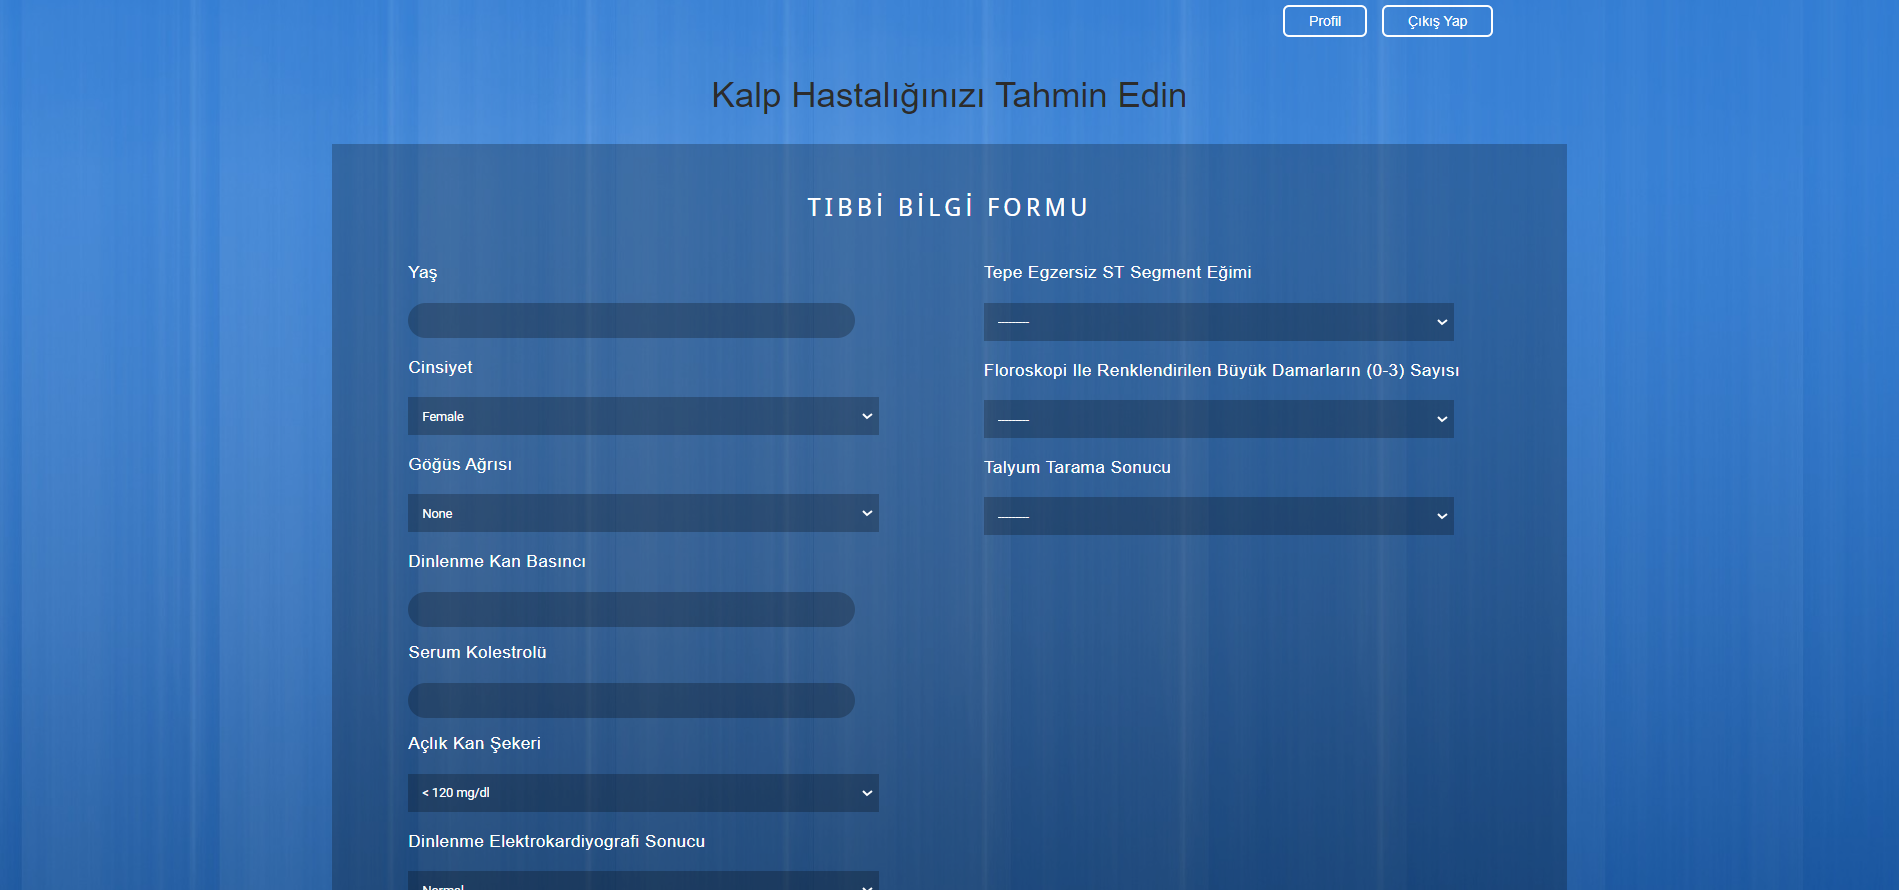 Profil
Çıkış Yap
Kalp Hastalığınızı Tahmin Edin
TIBBİ BİLGİ FORMU
Yaş
Cinsiyet
Female
Göğüs Ağrısı
None
Dinlenme Kan Basıncı
Serum Kolestrolü
Açlık Kan Şekeri
< 120 mg/dl
Dinlenme Elektrokardiyografi Sonucu
Normal
Tepe Egzersiz ST Segment Eğimi
Floroskopi Ile Renklendirilen Büyük Damarların (0-3) Sayısı
Talyum Tarama Sonucu